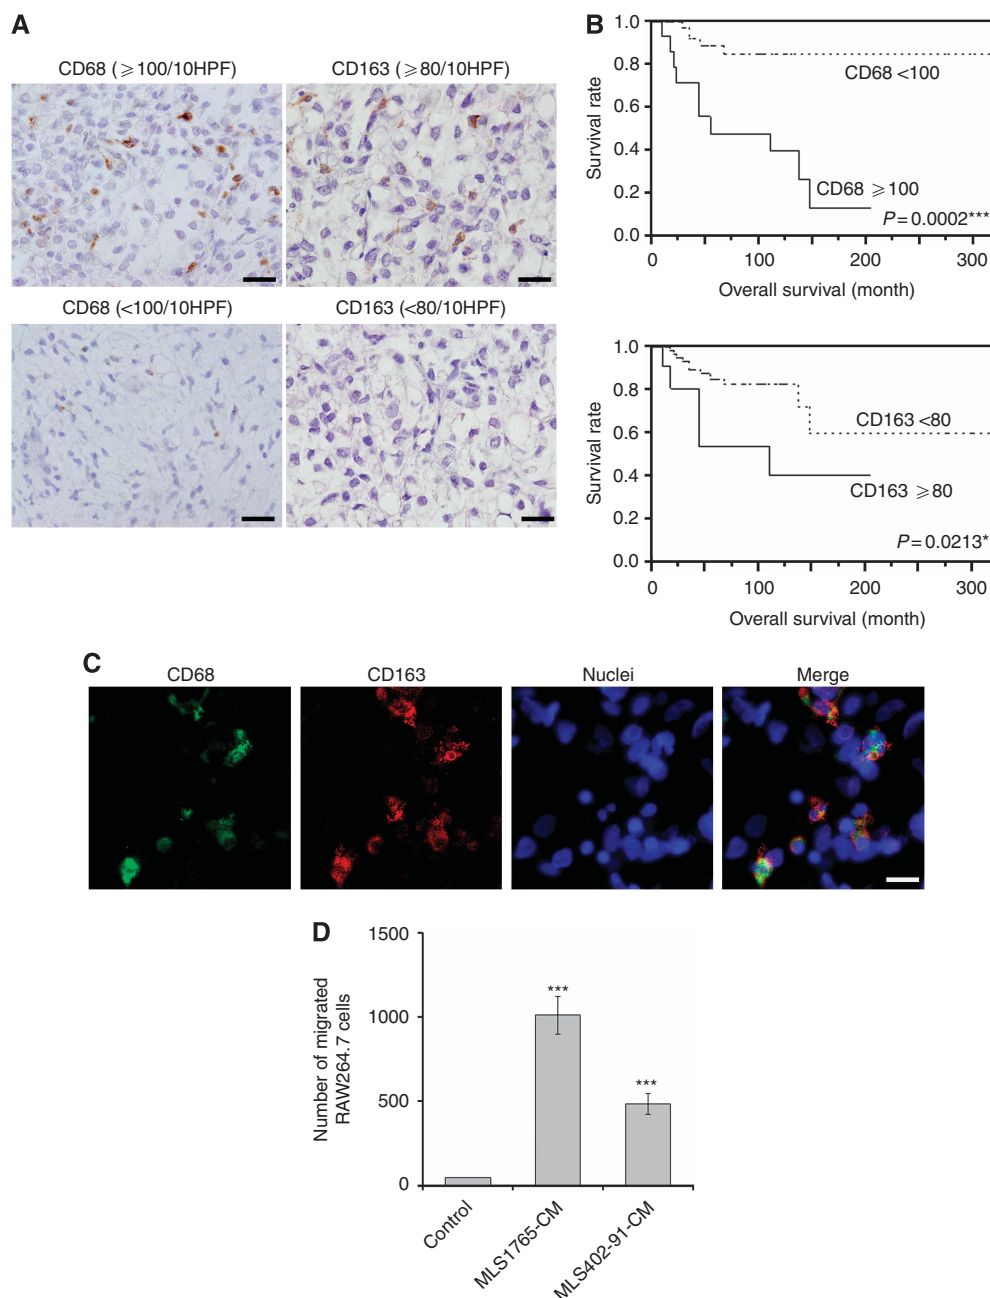 A
CD68 (⩾100/10HPF)
CD163 (⩾80/10HPF)
CD68 (<100/10HPF)
CD163 (<80/10HPF)
B
Survival rate
1.0
0.8
0.6
0.4
0.2
0.0
CD68 <100
CD68 ⩾100
P=0.0002***
0 100 200 300
Overall survival (month)
Survival rate
1.0
0.8
0.6
0.4
0.2
0.0
CD163 <80
CD163 ⩾80
P=0.0213*
0 100 200 300
Overall survival (month)
C
CD68 CD163 Nuclei Merge
D
Number of migrated
RAW264.7 cells
1500
1000
500
0
***
***
Control
MLS1765-CM
MLS402-91-CM